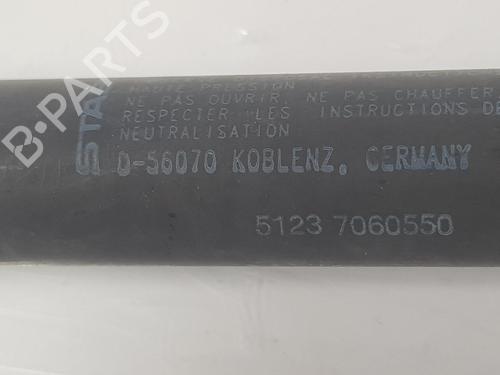 HAUTE PRESSION
NE PAS OUVRIR. NE PAS CHAUFFER,
RESPECTER LES INSTRUCTIONS DE
NEUTRALISATION
STA
D-56070 KOBLENZ, GERMANY
5123 7060550
B-Parts